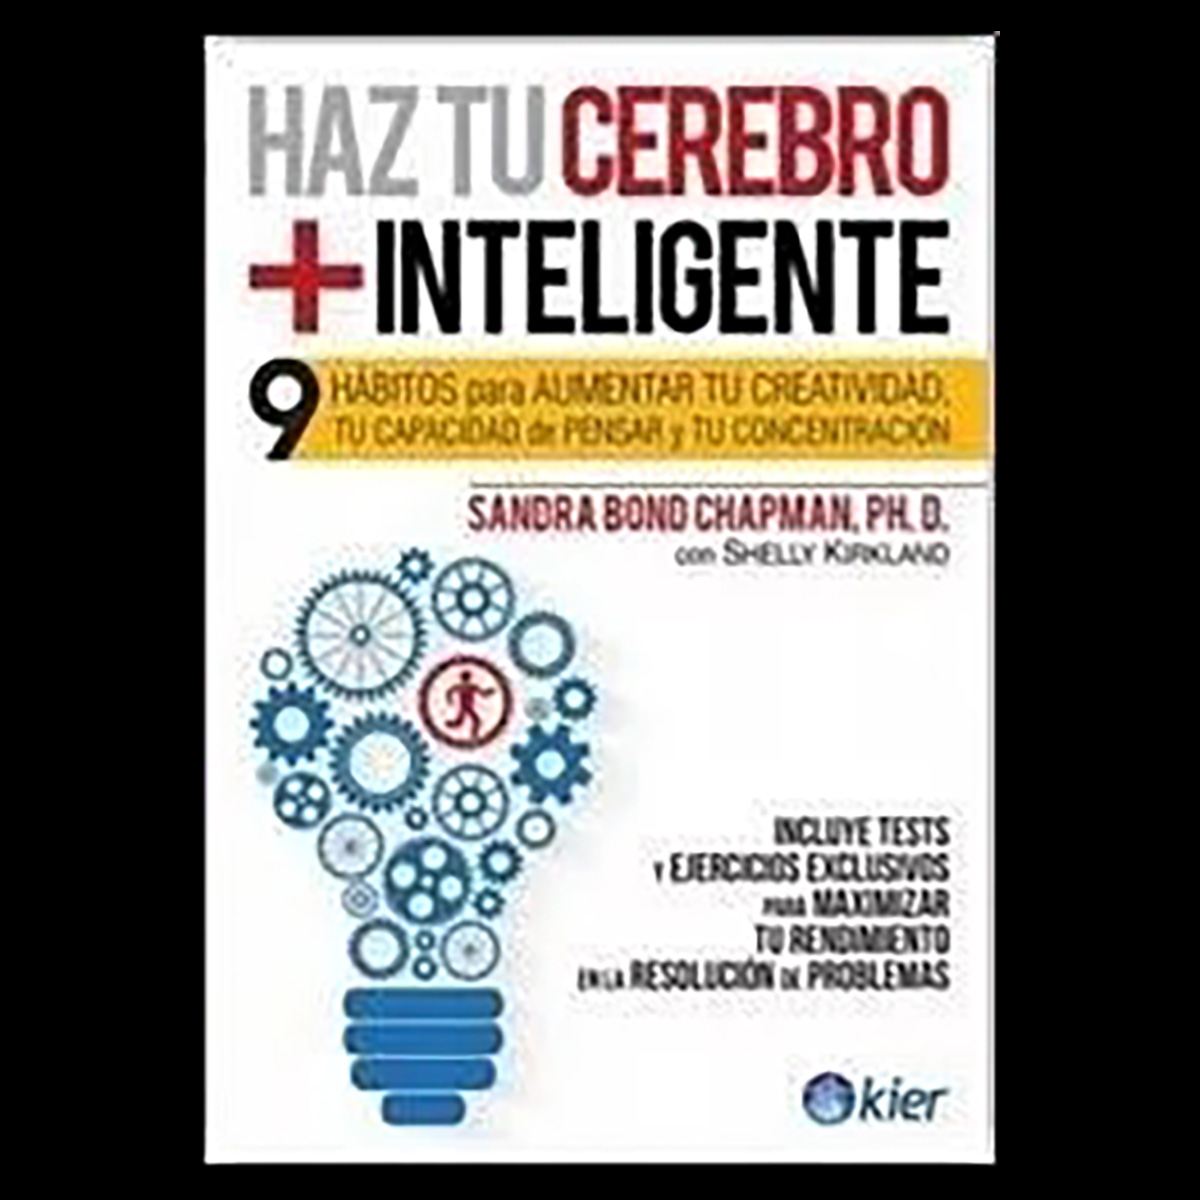 HAZ TU CEREBRO
+ INTELIGENTE
9 HÁBITOS para AUMENTAR TU CREATIVIDAD,
TU CAPACIDAD de PENSAR y TU CONCENTRACIÓN
SANDRA BOND CHAPMAN, PH. D.
con SHELLY KIRKLAND
INCLUYE TESTS
Y EJERCICIOS EXCLUSIVOS
PARA MAXIMIZAR
TU RENDIMIENTO
EN LA RESOLUCIÓN DE PROBLEMAS
kier